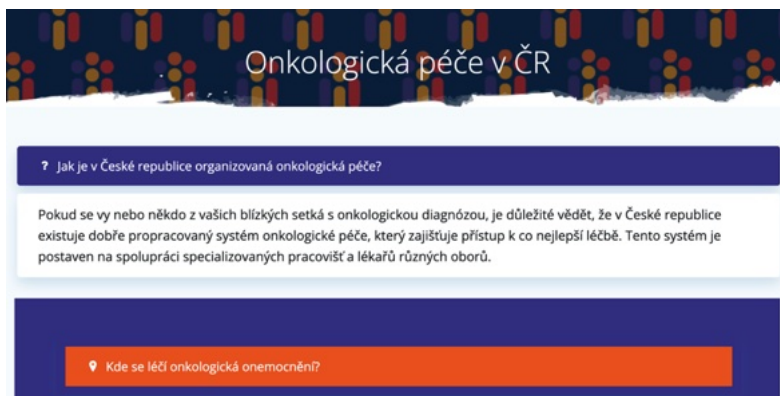 Onkologická péče v ČR
? Jak je v České republice organizovaná onkologická péče?
Pokud se vy nebo někdo z vašich blízkých setká s onkologickou diagnózou, je důležité vědět, že v České republice
existuje dobře propracovaný systém onkologické péče, který zajišťuje přístup k co nejlepší léčbě. Tento systém je
postaven na spolupráci specializovaných pracovišť a lékařů různých oborů.
Kde se léčí onkologická onemocnění?